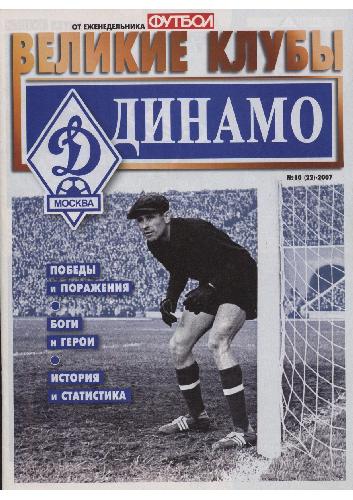 ОТ ЕЖЕНЕДЕЛЬНИКА ФУТБОЛ
ВЕЛИКИЕ КЛУБЫ
ДИНАМО
Д
МОСКВА
№10 (22)•2007
ПОБЕДЫ
и ПОРАЖЕНИЯ
•
БОГИ
и ГЕРОИ
•
ИСТОРИЯ
и СТАТИСТИКА